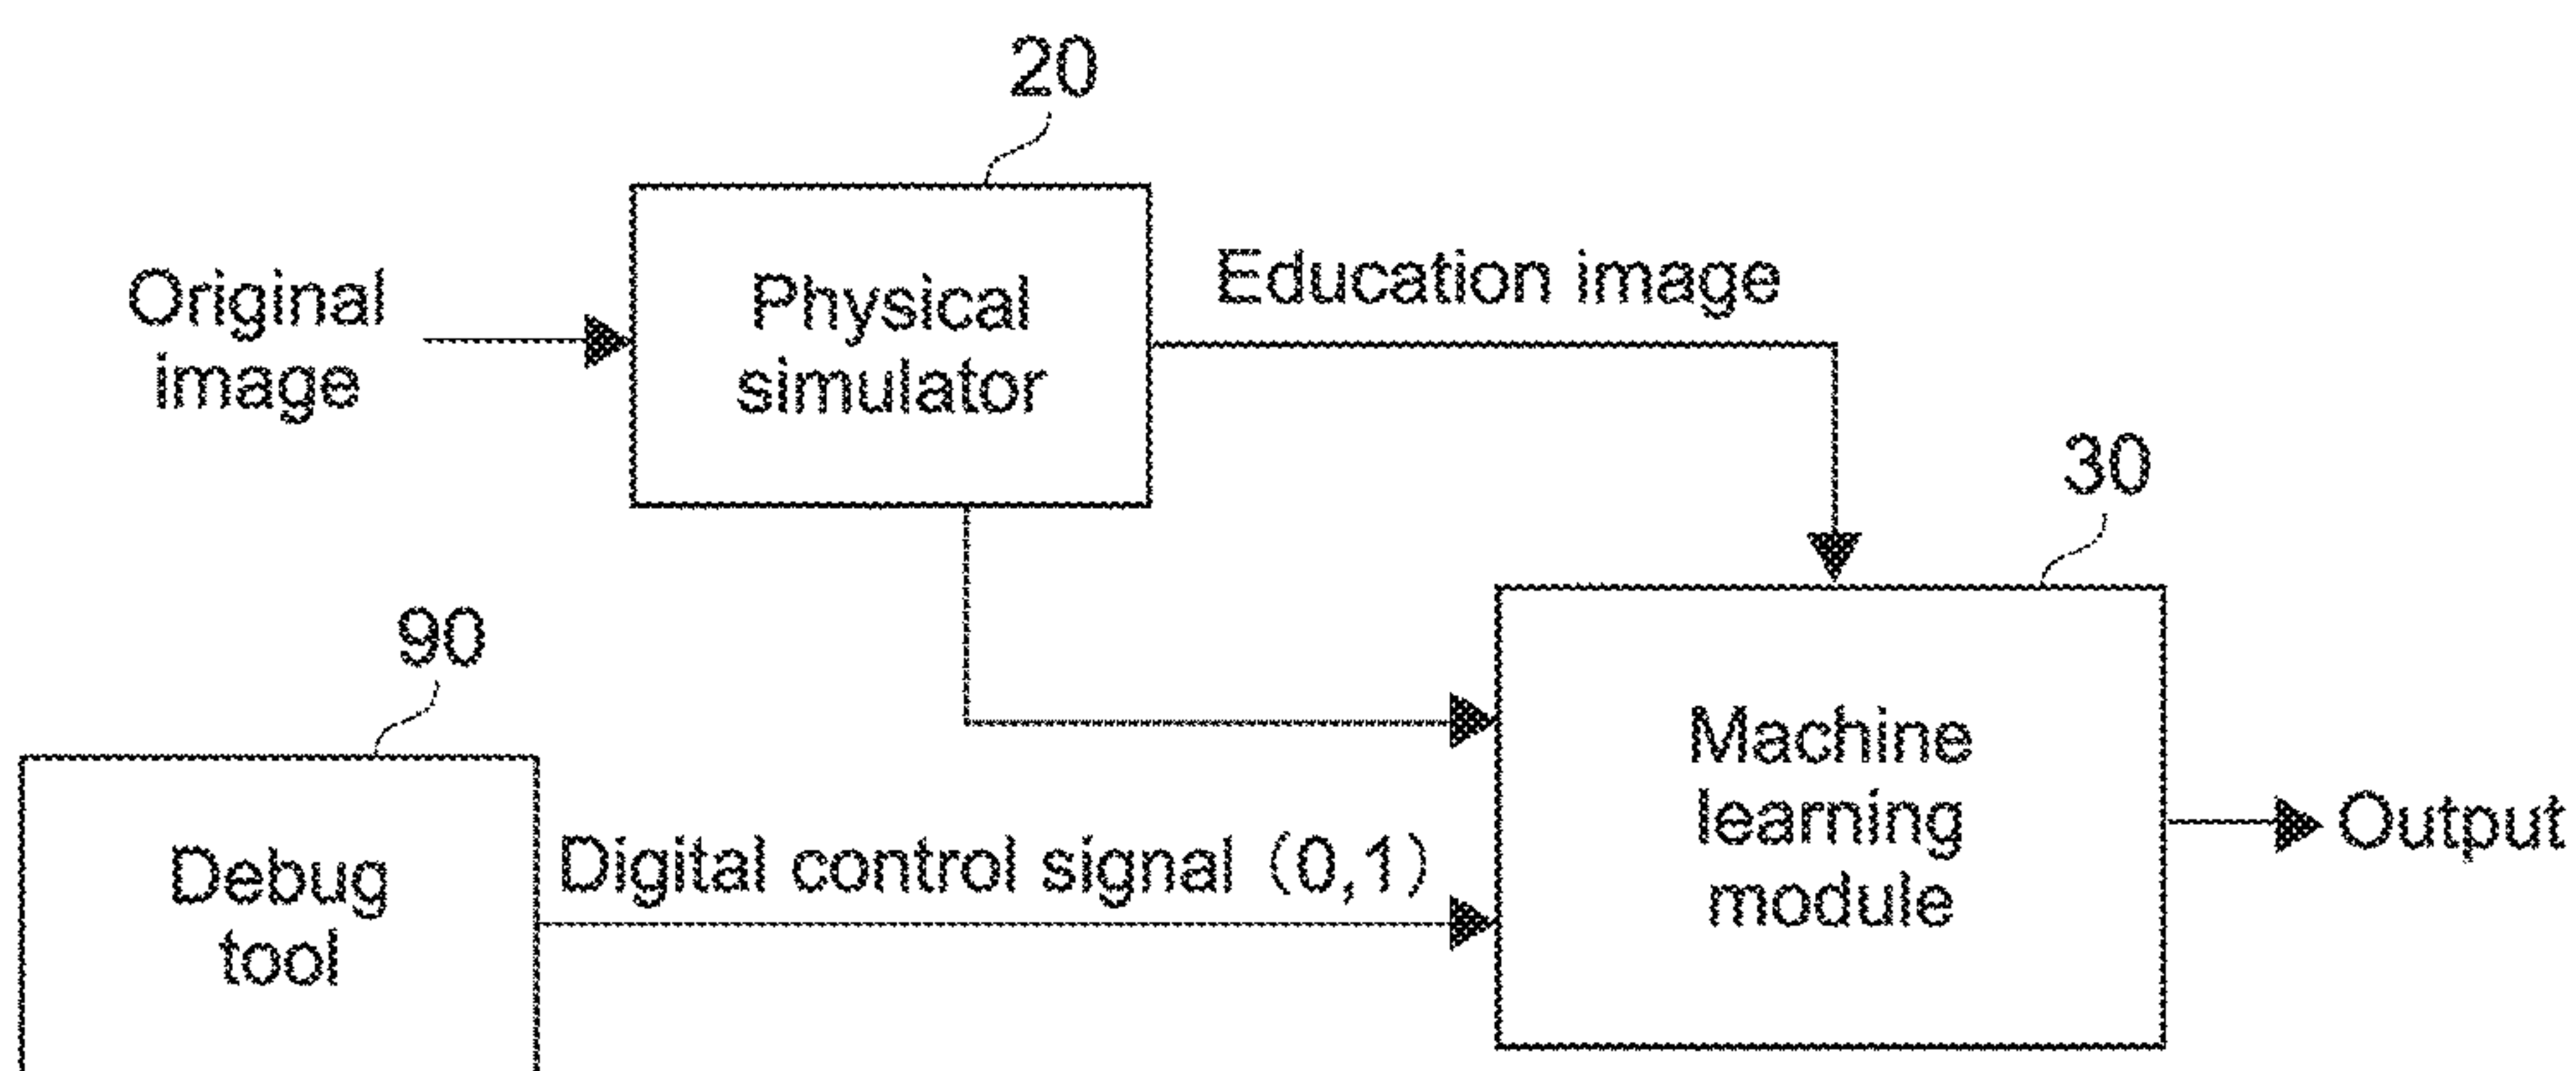 20
Original
image
Physical
simulator
Education image
30
90
Debug
tool
Digital control signal (0,1)
Machine
learning
module
Output